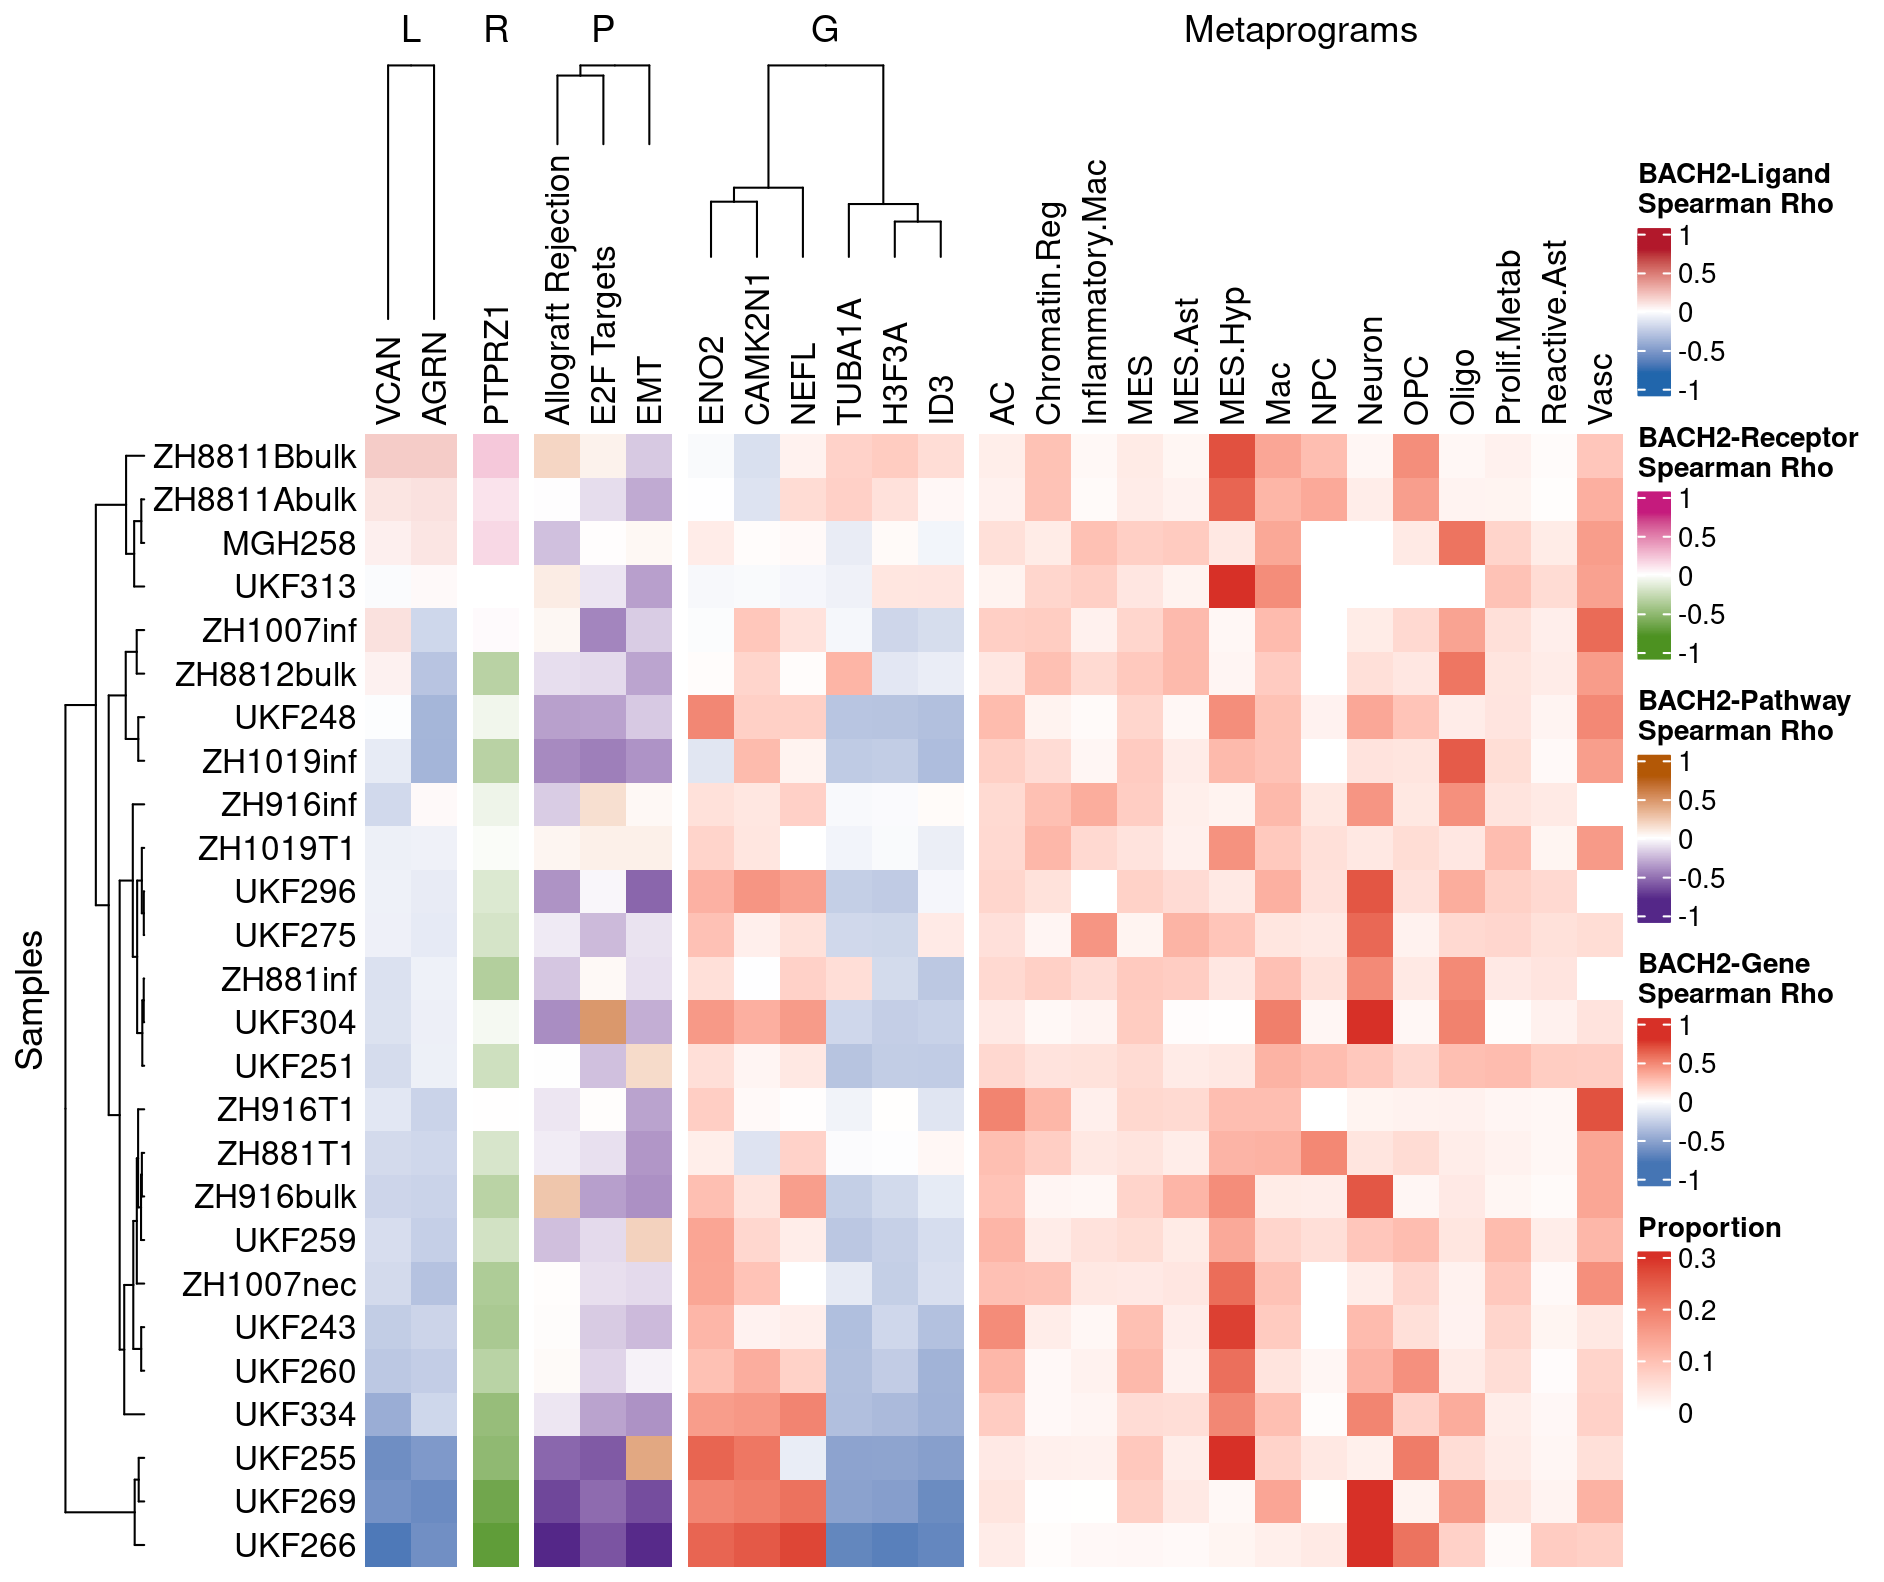 L R P G Metaprograms
VCAN
AGRN
PTPRZ1
Allograft Rejection
E2F Targets
EMT
ENO2
CAMK2N1
NEFL
TUBA1A
H3F3A
ID3
AC
Chromatin.Reg
Inflammatory.Mac
MES
MES.Ast
MES.Hyp
Mac
NPC
Neuron
OPC
Oligo
Prolif.Metab
Reactive.Ast
Vasc
Samples
ZH8811Bbulk
ZH8811Abulk
MGH258
UKF313
ZH1007inf
ZH8812bulk
UKF248
ZH1019inf
ZH916inf
ZH1019T1
UKF296
UKF275
ZH881inf
UKF304
UKF251
ZH916T1
ZH881T1
ZH916bulk
UKF259
ZH1007nec
UKF243
UKF260
UKF334
UKF255
UKF269
UKF266
BACH2-Ligand
Spearman Rho
1
0.5
0
-0.5
-1
BACH2-Receptor
Spearman Rho
1
0.5
0
-0.5
-1
BACH2-Pathway
Spearman Rho
1
0.5
0
-0.5
-1
BACH2-Gene
Spearman Rho
1
0.5
0
-0.5
-1
Proportion
0.3
0.2
0.1
0